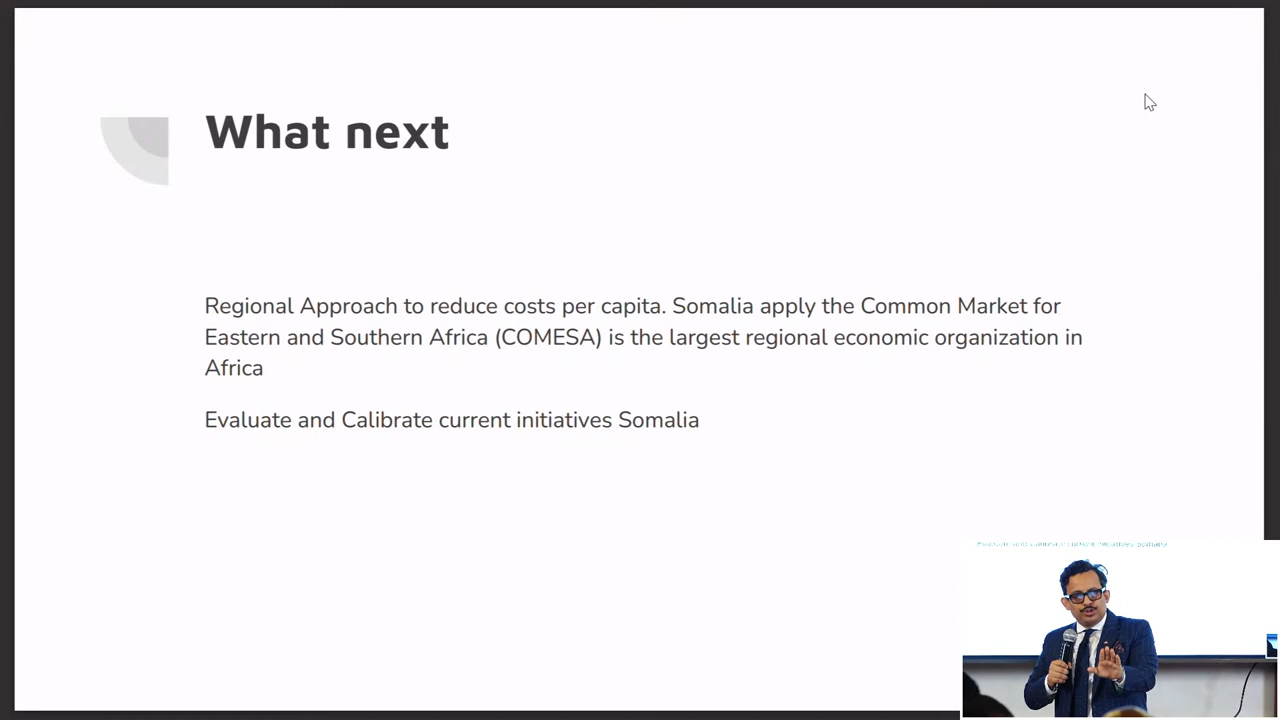 What next
Regional Approach to reduce costs per capita. Somalia apply the Common Market for
Eastern and Southern Africa (COMESA) is the largest regional economic organization in
Africa
Evaluate and Calibrate current initiatives Somalia